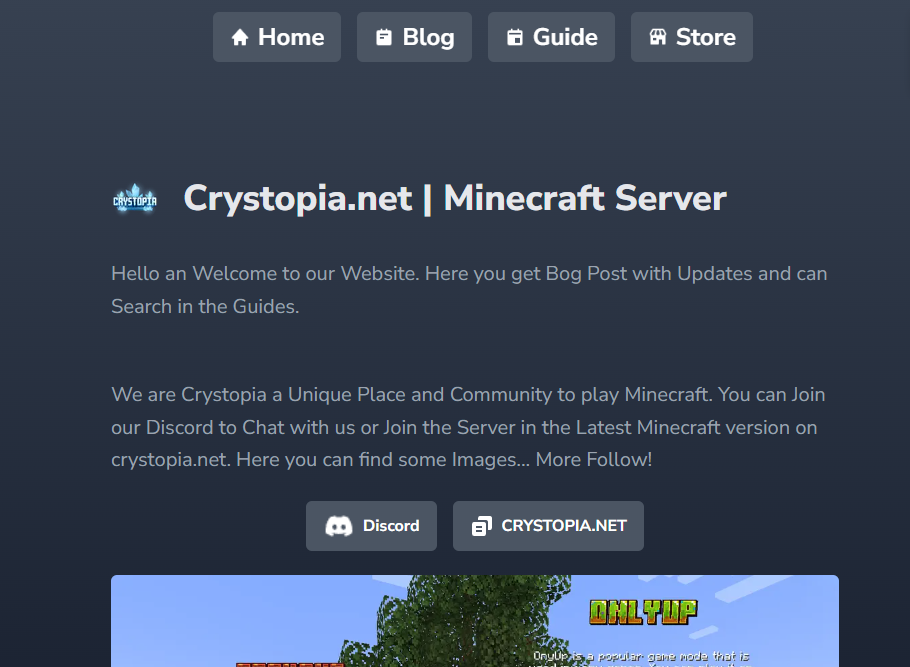 Home Blog Guide Store
CRYSTOPIA
Crystopia.net | Minecraft Server
Hello an Welcome to our Website. Here you get Bog Post with Updates and can
Search in the Guides.
We are Crystopia a Unique Place and Community to play Minecraft. You can Join
our Discord to Chat with us or Join the Server in the Latest Minecraft version on
crystopia.net. Here you can find some Images... More Follow!
Discord CRYSTOPIA.NET
ONLYUP
OnyUp is a popular game mode that is